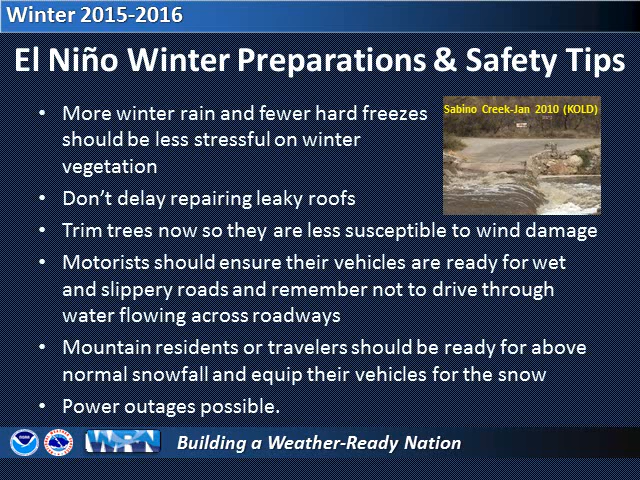 Winter 2015-2016
El Niño Winter Preparations & Safety Tips
• More winter rain and fewer hard freezes
should be less stressful on winter
vegetation
Sabino Creek-Jan 2010 (KOLD)
• Don't delay repairing leaky roofs
• Trim trees now so they are less susceptible to wind damage
• Motorists should ensure their vehicles are ready for wet
and slippery roads and remember not to drive through
water flowing across roadways
• Mountain residents or travelers should be ready for above
normal snowfall and equip their vehicles for the snow
• Power outages possible.
WRN Building a Weather-Ready Nation